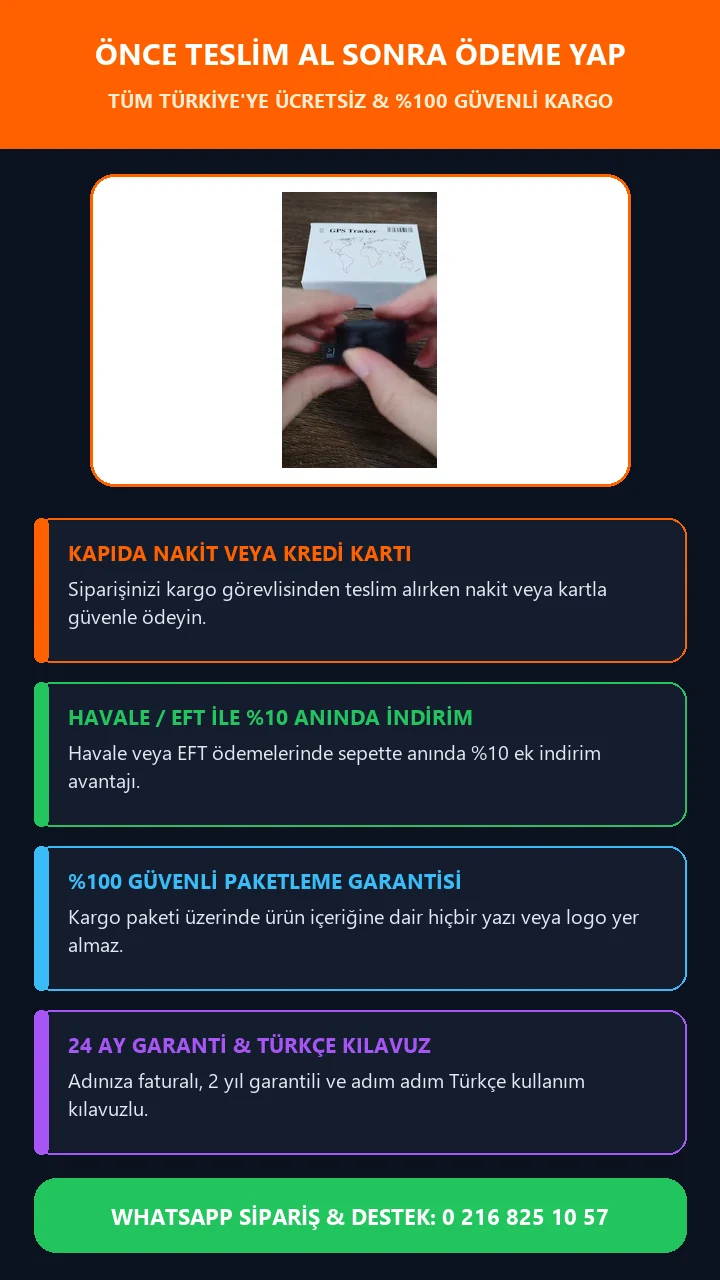 ÖNCE TESLİM AL SONRA ÖDEME YAP
TÜM TÜRKİYE'YE ÜCRETSİZ & %100 GÜVENLİ KARGO
GPS Tracker
KAPIDA NAKİT VEYA KREDİ KARTI
Siparişinizi kargo görevlisinden teslim alırken nakit veya kartla
güvenle ödeyin.
HAVALE / EFT İLE %10 ANINDA İNDİRİM
Havale veya EFT ödemelerinde sepette anında %10 ek indirim
avantajı.
%100 GÜVENLİ PAKETLEME GARANTİSİ
Kargo paketi üzerinde ürün içeriğine dair hiçbir yazı veya logo yer
almaz.
24 AY GARANTİ & TÜRKÇE KILAVUZ
Adınıza faturalı, 2 yıl garantili ve adım adım Türkçe kullanım
kılavuzlu.
WHATSAPP SİPARİŞ & DESTEK: 0 216 825 10 57